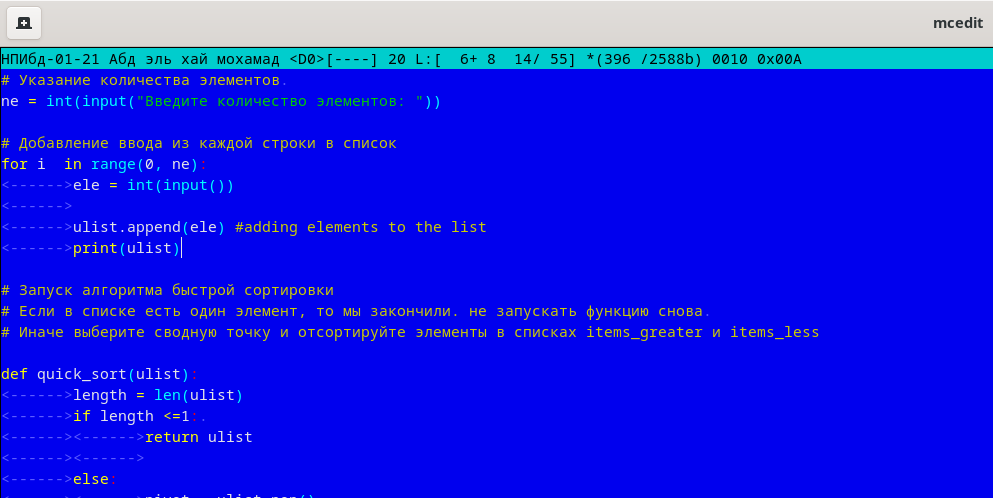 mcedit
НПИбд-01-21 Абд эль хай мохамад <D0>[----] 20 L:[  6+ 8  14/ 55] *(396 /2588b) 0010 0x00A
# Указание количества элементов.
ne = int(input("Введите количество элементов: "))
# Добавление ввода из каждой строки в список
for i  in range(0, ne):
<------>ele = int(input())
<------>
<------>ulist.append(ele) #adding elements to the list
<------>print(ulist)
# Запуск алгоритма быстрой сортировки
# Если в списке есть один элемент, то мы закончили. не запускать функцию снова.
# Иначе выберите сводную точку и отсортируйте элементы в списках items_greater и items_less
def quick_sort(ulist):
<------>length = len(ulist)
<------>if length <=1:.
<------><------>return ulist
<------><------>
<------>else:
<------><------>pivot = ulist.pop()